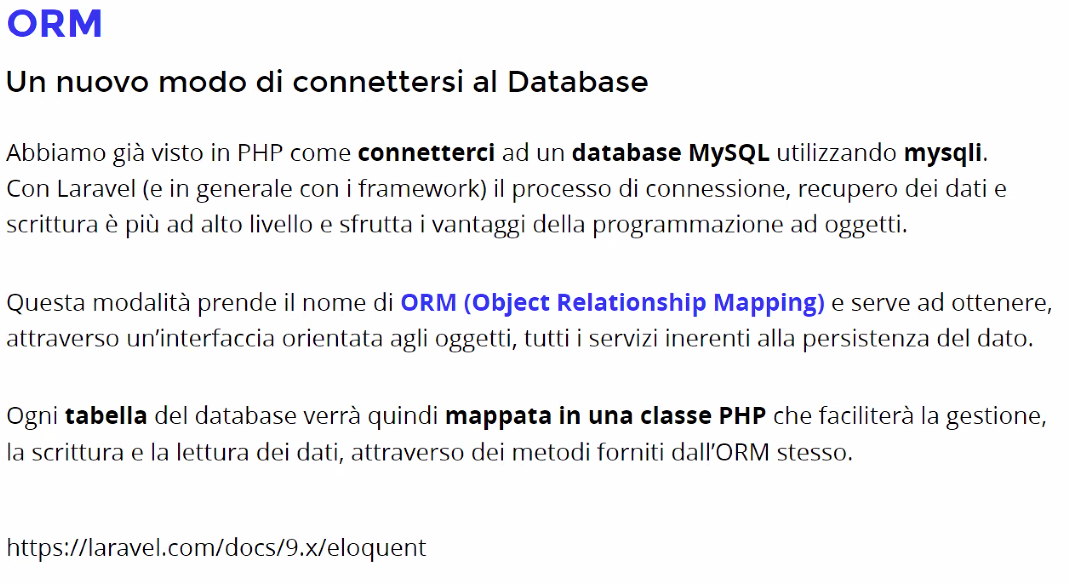 ORM
Un nuovo modo di connettersi al Database
Abbiamo già visto in PHP come connetterci ad un database MySQL utilizzando mysqli.
Con Laravel (e in generale con i framework) il processo di connessione, recupero dei dati e
scrittura è più ad alto livello e sfrutta i vantaggi della programmazione ad oggetti.
Questa modalità prende il nome di ORM (Object Relationship Mapping) e serve ad ottenere,
attraverso un’interfaccia orientata agli oggetti, tutti i servizi inerenti alla persistenza del dato.
Ogni tabella del database verrà quindi mappata in una classe PHP che faciliterà la gestione,
la scrittura e la lettura dei dati, attraverso dei metodi forniti dall’ORM stesso.
https://laravel.com/docs/9.x/eloquent